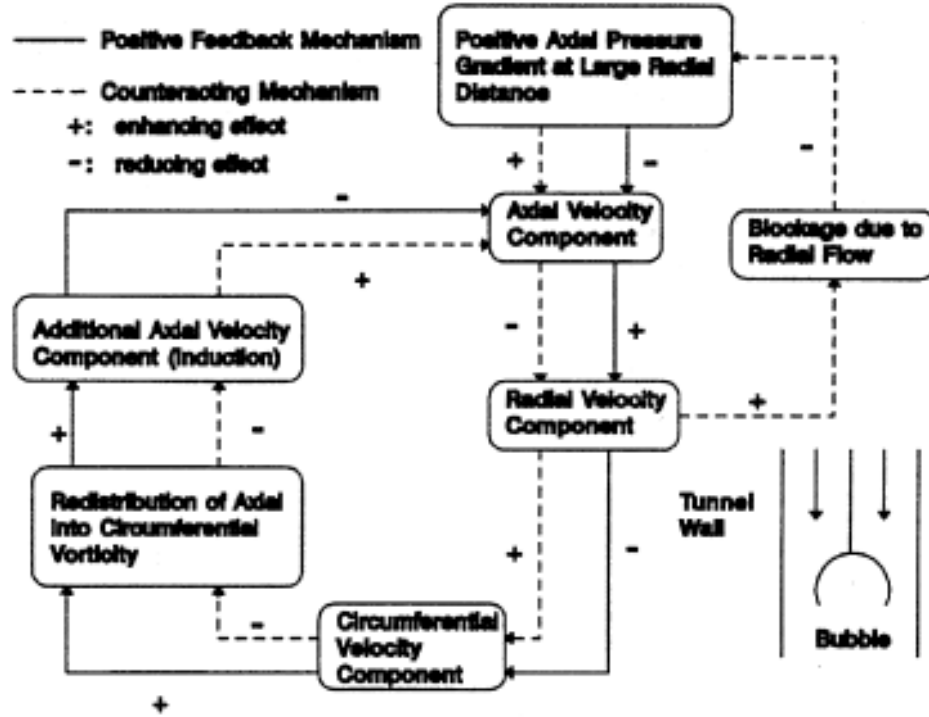 Positive Feedback Mechanism
Counteracting Mechanism
+: enhancing effect
-: reducing effect
Positive Axial Pressure
Gradient at Large Radial
Distance
+
-
-
-
Axial Velocity
Component
Blockage due to
Radial Flow
+
-
+
Additional Axial Velocity
Component (Induction)
Radial Velocity
Component
+
+
-
Redistribution of Axial
into Circumferential
Vorticity
Tunnel
Wall
+
-
-
Circumferential
Velocity
Component
Bubble
+